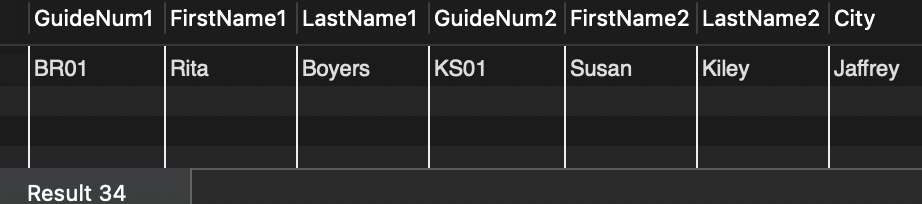 GuideNum1 FirstName1 LastName1 GuideNum2 FirstName2 LastName2 City
BR01 Rita Boyers KS01 Susan Kiley Jaffrey
Result 34